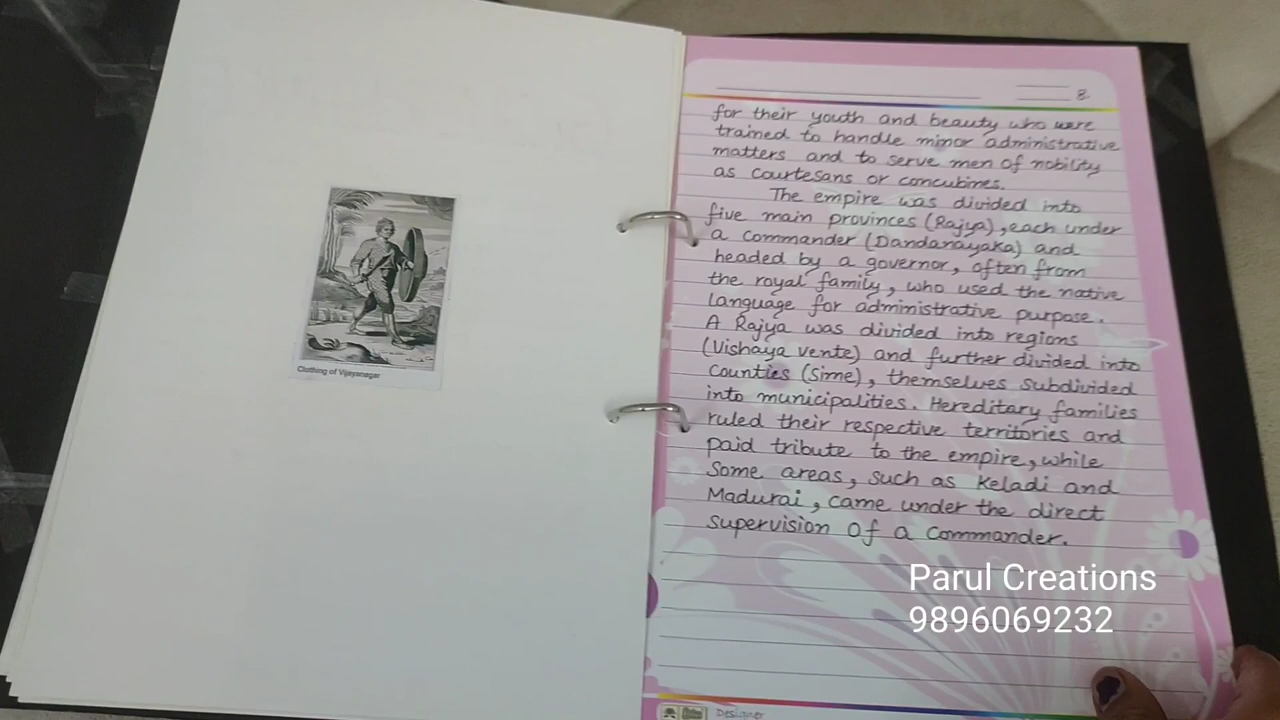 Clothing of Vijayanagar
8.
for their youth and beauty who were
trained to handle minor administrative
matters and to serve men of nobility
as courtesans or concubines.
The empire was divided into
five main provinces (Rajya), each under
a commander (Dandanayaka) and
headed by a governor, often from
the royal family, who used the native
language for administrative purpose.
A Rajya was divided into regions
(Vishaya vente) and further divided into
counties (Sime), themselves subdivided
into municipalities. Hereditary families
ruled their respective territories and
paid tribute to the empire, while
some areas, such as Keladi and
Madurai, came under the direct
supervision of a commander.
Parul Creations
9896069232
Designer